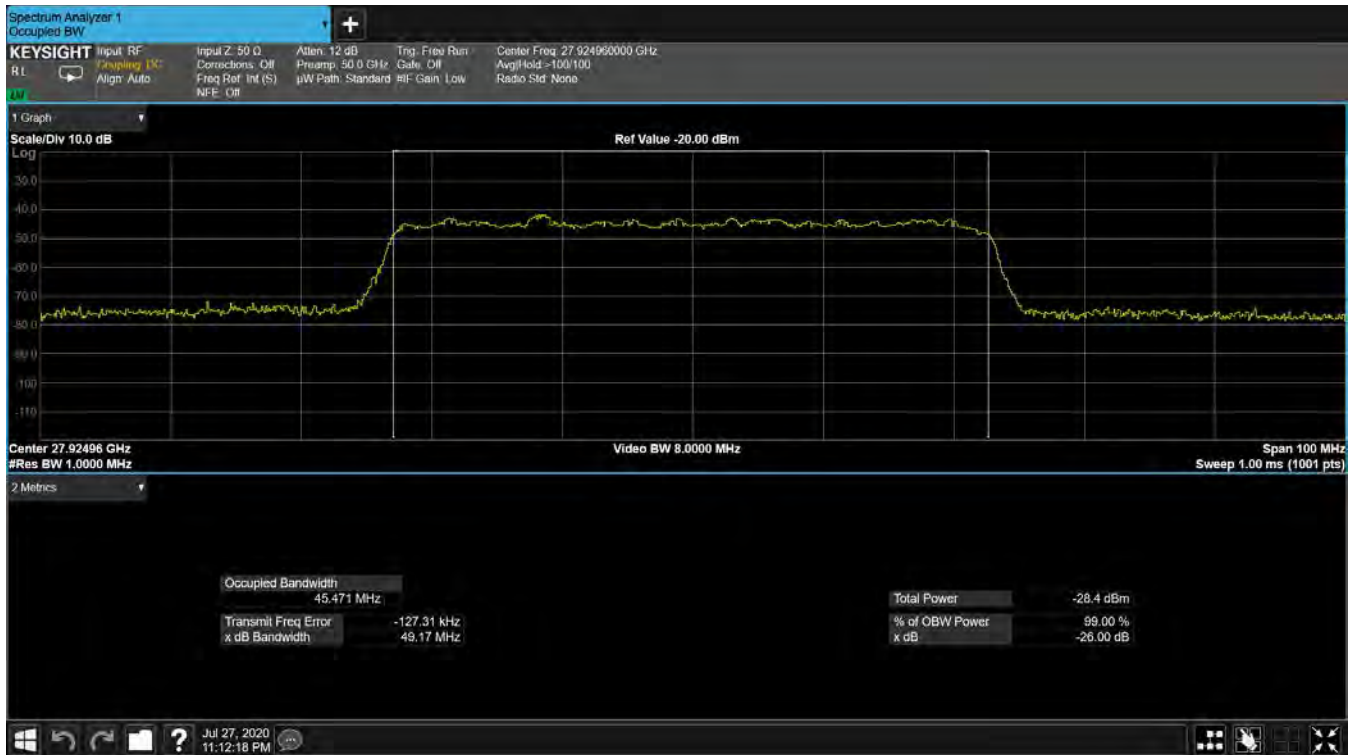 Spectrum Analyzer 1
Occupied BW
KEYSIGHT Input: RF
Coupling: DC
Align: Auto
RL
Input Z: 50 Ω
Corrections: Off
Freq Ref: Int (S)
NFE: Off
Atten: 12 dB
Preamp: 50.0 GHz
µW Path: Standard
Trig: Free Run
Gate: Off
#IF Gain: Low
Center Freq: 27.924960000 GHz
Avg|Hold:>100/100
Radio Std: None
1 Graph
Scale/Div 10.0 dB
Ref Value -20.00 dBm
Log
-30.0
-40.0
-50.0
-60.0
-70.0
-80.0
-90.0
-100
-110
Center 27.92496 GHz
#Res BW 1.0000 MHz
Video BW 8.0000 MHz
Span 100 MHz
Sweep 1.00 ms (1001 pts)
2 Metrics
Occupied Bandwidth
45.471 MHz
Transmit Freq Error -127.31 kHz
x dB Bandwidth 49.17 MHz
Total Power -28.4 dBm
% of OBW Power 99.00 %
x dB -26.00 dB
?
Jul 27, 2020
11:12:18 PM